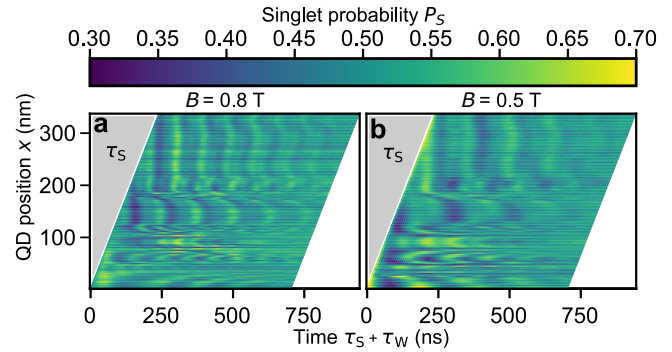 Singlet probability P_S
0.30 0.35 0.40 0.45 0.50 0.55 0.60 0.65 0.70
B = 0.8 T B = 0.5 T
a b
τ_S τ_S
QD position x (nm)
300
200
100
0 250 500 750 0 250 500 750
Time τ_S + τ_W (ns)